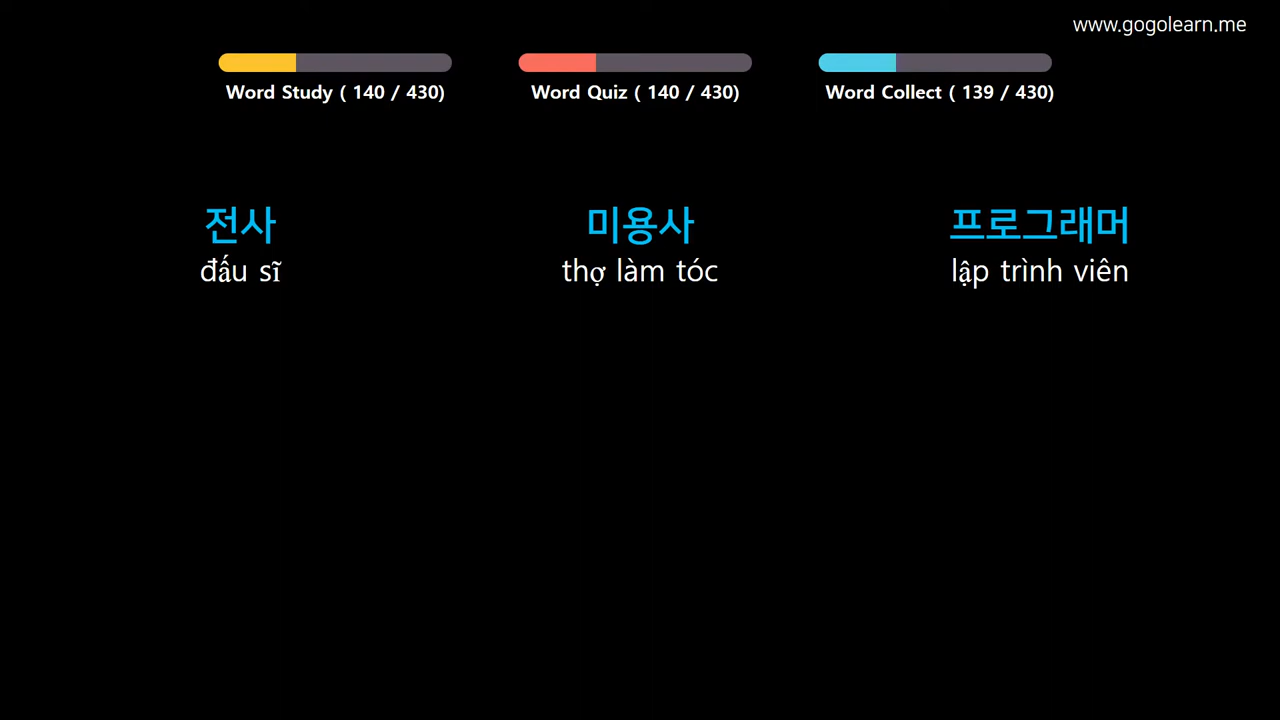 www.gogolearn.me
Word Study ( 140 / 430)
Word Quiz ( 140 / 430)
Word Collect ( 139 / 430)
전사
đấu sĩ
미용사
thợ làm tóc
프로그래머
lập trình viên